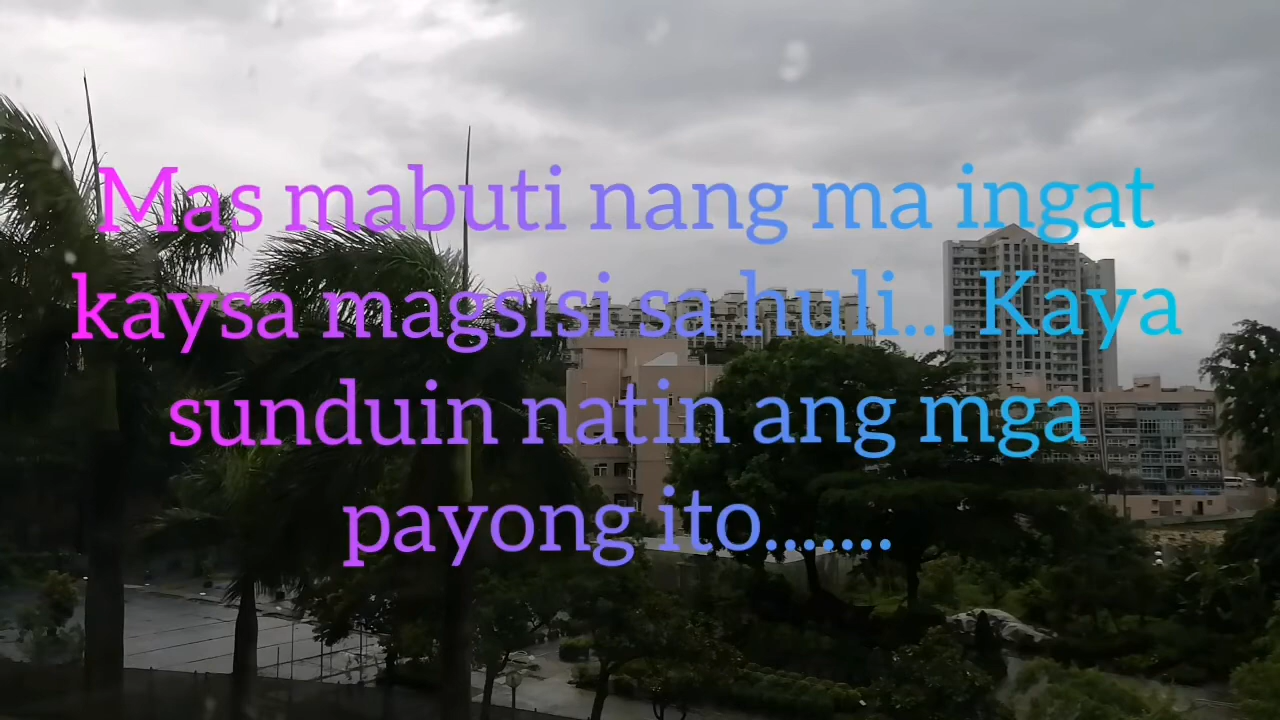 Mas mabuti nang ma ingat
kaysa magsisi sa huli... Kaya
sunduin natin ang mga
payong ito.......